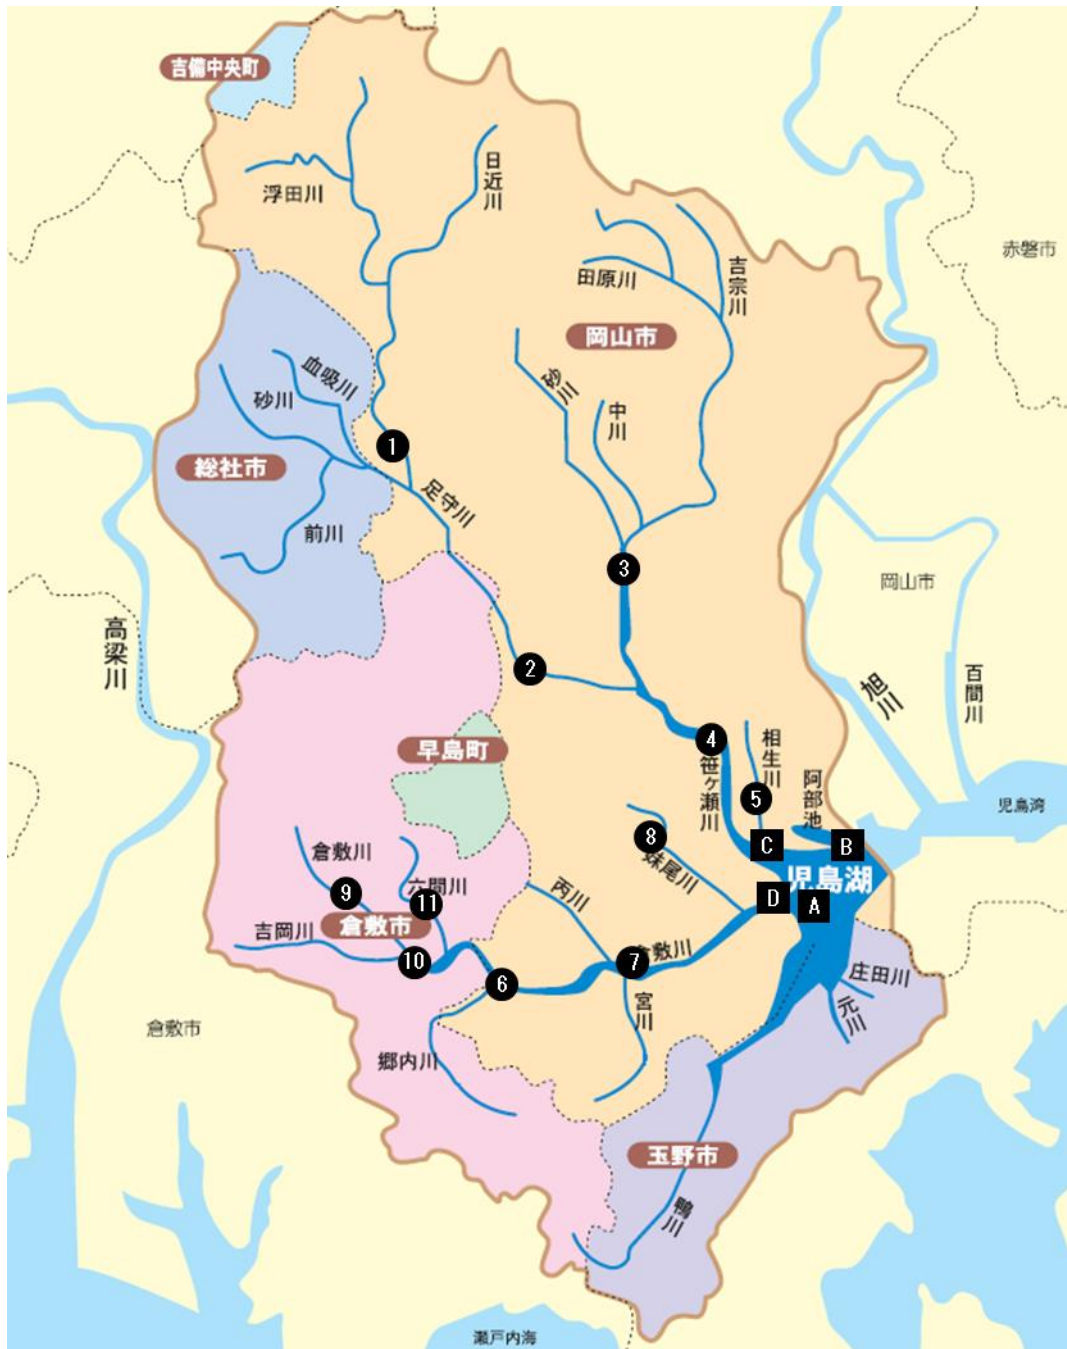 吉備中央町
日近川
浮田川
赤磐市
吉宗川
田原川
岡山市
血吸川
砂川
砂川
中川
1
総社市
足守川
前川
3
岡山市
高梁川
2
百間川
旭川
4
相生川
早島町
笹ヶ瀬川
阿部池
5
児島湾
8
C
B
倉敷川
妹尾川
児島湖
六間川
丙川
9
11
D
A
吉岡川
倉敷市
倉敷川
10
7
6
庄田川
宮川
元川
倉敷市
郷内川
玉野市
鴨川
瀬戸内海